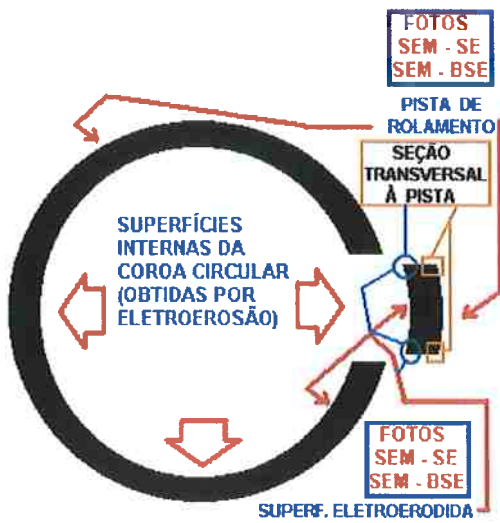 FOTOS
SEM - SE
SEM - BSE
PISTA DE
ROLAMENTO
SEÇÃO
TRANSVERSAL
À PISTA
SUPERFÍCIES
INTERNAS DA
COROA CIRCULAR
(OBTIDAS POR
ELETROEROSÃO)
FOTOS
SEM - SE
SEM - BSE
SUPERF. ELETROERODIDA